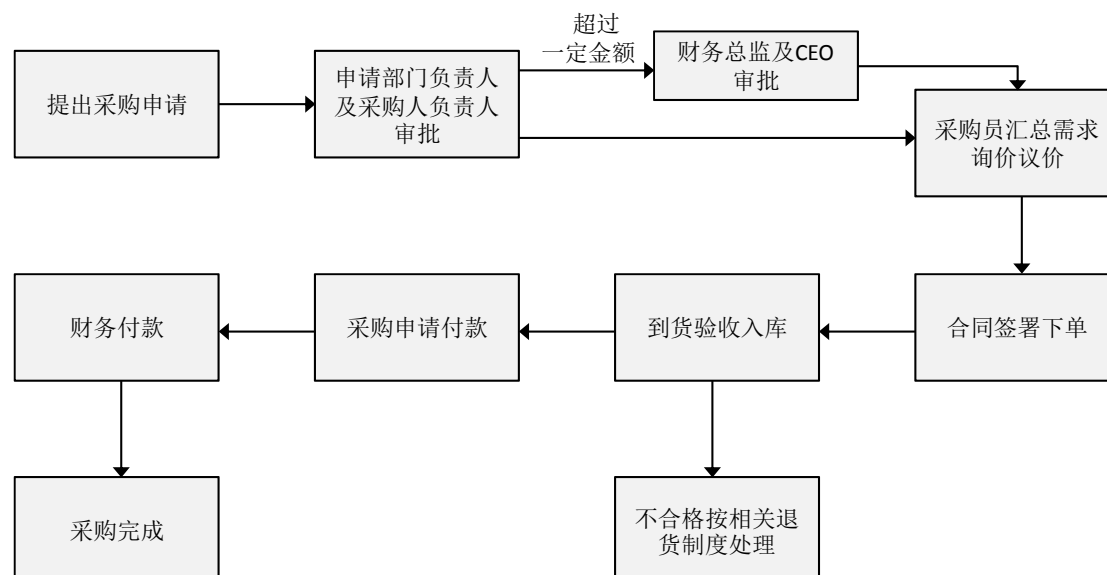 提出采购申请
申请部门负责人
及采购人负责人
审批
超过
一定金额
财务总监及CEO
审批
采购员汇总需求
询价议价
财务付款
采购申请付款
到货验收入库
合同签署下单
采购完成
不合格按相关退
货制度处理